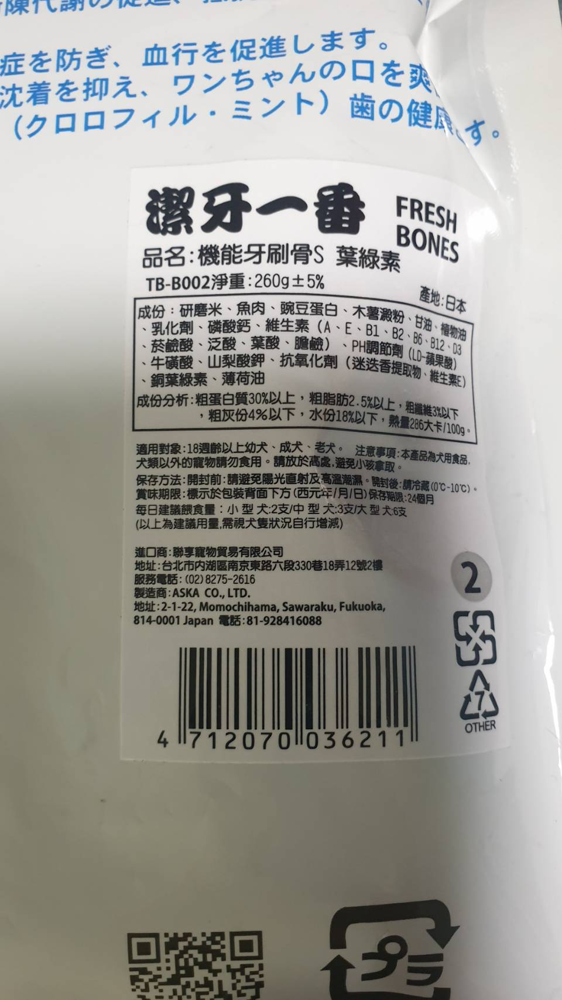 陳代謝の促進、
症を防ぎ、血行を促進します。
沈着を抑え、ワンちゃんの口を爽
（クロロフィル・ミント）歯の健康 す。
潔牙一番 FRESH BONES
品名:機能牙刷骨S 葉綠素
TB-B002淨重:260g±5%
產地:日本
成份：研磨米、魚肉、豌豆蛋白、木薯澱粉、甘油、植物油
、乳化劑、磷酸鈣、維生素（A、E、B1、B2、B6、B12、D3
、菸鹼酸、泛酸、葉酸、膽鹼）、PH調節劑（LD-蘋果酸）
、牛磺酸、山梨酸鉀、抗氧化劑（迷迭香提取物、維生素E）
、銅葉綠素、薄荷油
成份分析:粗蛋白質30%以上，粗脂肪2.5%以上，粗纖維3%以下
，粗灰份4%以下，水份18%以下，熱量286大卡/100g。
適用對象:18週齡以上幼犬、成犬、老犬。 注意事項:本產品為犬用食品,
犬類以外的寵物請勿食用。請放於高處,避免小孩拿取。
保存方法:開封前:請避免陽光直射及高溫潮濕。開封後:請冷藏(0℃-10℃)。
賞味期限:標示於包裝背面下方(西元年/月/日)保存期限:24個月
每日建議餵食量：小 型 犬:2支/中 型 犬:3支/大 型 犬:6支
(以上為建議用量,需視犬隻狀況自行增減)
進口商:聯享寵物貿易有限公司
地址:台北市内湖區南京東路六段330巷18弄12號2樓
服務電話:(02)8275-2616
製造商:ASKA CO., LTD.
地址:2-1-22, Momochihama, Sawaraku, Fukuoka,
814-0001 Japan 電話:81-928416088
2
7
OTHER
4 712070 036211
プラ